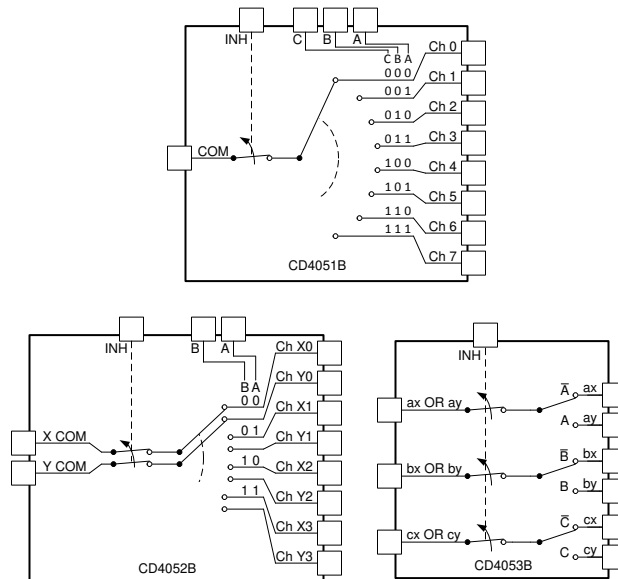 INH
C
B
A
C B A
Ch 0
0 0 0
Ch 1
0 0 1
Ch 2
0 1 0
Ch 3
0 1 1
COM
Ch 4
1 0 0
Ch 5
1 0 1
Ch 6
1 1 0
Ch 7
1 1 1
CD4051B
INH
B
A
B A
Ch X0
0 0
Ch Y0
Ch X1
0 1
X COM
Ch Y1
Y COM
Ch X2
1 0
Ch Y2
1 1
Ch X3
CD4052B
Ch Y3
INH
A̅ ax
ax OR ay
A ay
B̅ bx
bx OR by
B by
C̅ cx
cx OR cy
C cy
CD4053B